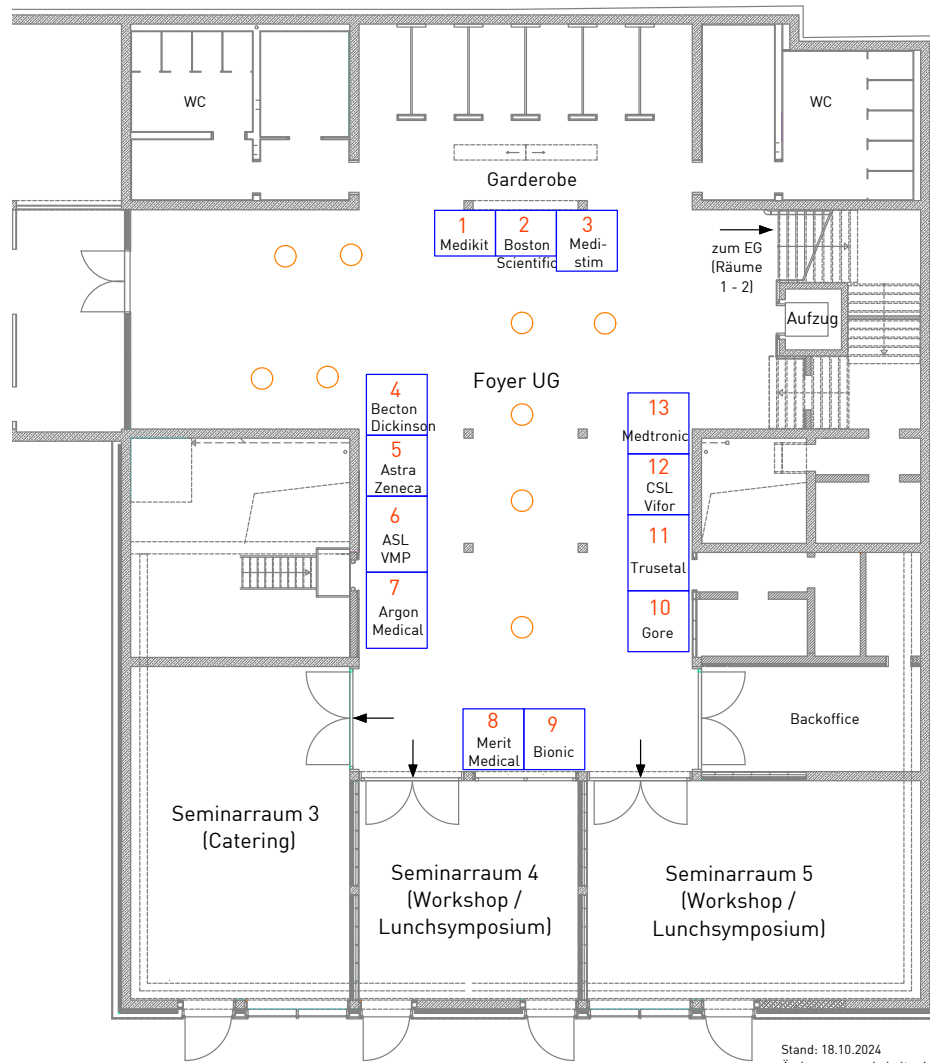 WC
WC
Garderobe
1
Medikit
2
Boston
Scientific
3
Medi-
stim
zum EG
(Räume
1 - 2)
Aufzug
Foyer UG
4
Becton
Dickinson
5
Astra
Zeneca
6
ASL
VMP
7
Argon
Medical
13
Medtronic
12
CSL
Vifor
11
Trusetal
10
Gore
8
Merit
Medical
9
Bionic
Backoffice
Seminarraum 3
(Catering)
Seminarraum 4
(Workshop /
Lunchsymposium)
Seminarraum 5
(Workshop /
Lunchsymposium)
Stand: 18.10.2024